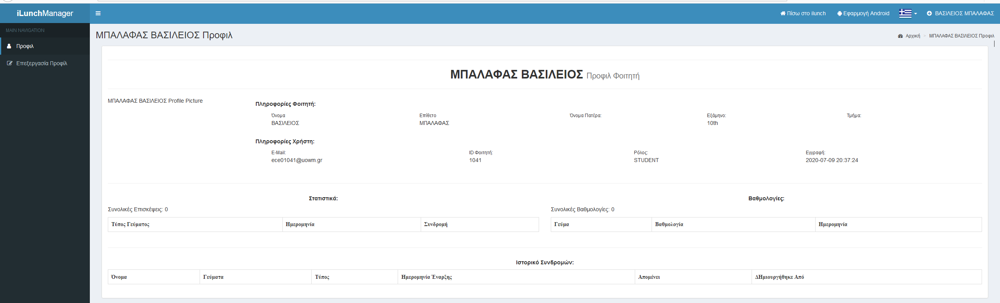 iLunchManager
Πίσω στο ilunch Εφαρμογή Android ΒΑΣΙΛΕΙΟΣ ΜΠΑΛΑΦΑΣ
MAIN NAVIGATION
Προφιλ
Επεξεργασία Προφίλ
ΜΠΑΛΑΦΑΣ ΒΑΣΙΛΕΙΟΣ Προφιλ
Αρχική > ΜΠΑΛΑΦΑΣ ΒΑΣΙΛΕΙΟΣ Προφιλ
ΜΠΑΛΑΦΑΣ ΒΑΣΙΛΕΙΟΣ Προφιλ Φοιτητή
ΜΠΑΛΑΦΑΣ ΒΑΣΙΛΕΙΟΣ Profile Picture
Πληροφορίες Φοιτητή:
Όνομα Επίθετο Όνομα Πατέρα: Εξάμηνο: Τμήμα:
ΒΑΣΙΛΕΙΟΣ ΜΠΑΛΑΦΑΣ 10th
Πληροφορίες Χρήστη:
E-Mail: ID Φοιτητή: Ρόλος: Εγγραφή:
ece01041@uowm.gr 1041 STUDENT 2020-07-09 20:37:24
Στατιστικά:
Συνολικές Επισκέψεις: 0
Τύπος Γεύματος Ημερομηνία Συνδρομή
Βαθμολογίες:
Συνολικές Βαθμολογίες: 0
Γεύμα Βαθμολογία Ημερομηνία
Ιστορικό Συνδρομών:
Όνομα Γεύματα Τύπος Ημερομηνία Έναρξης Απομένει ΔΗμιουργήθηκε Από